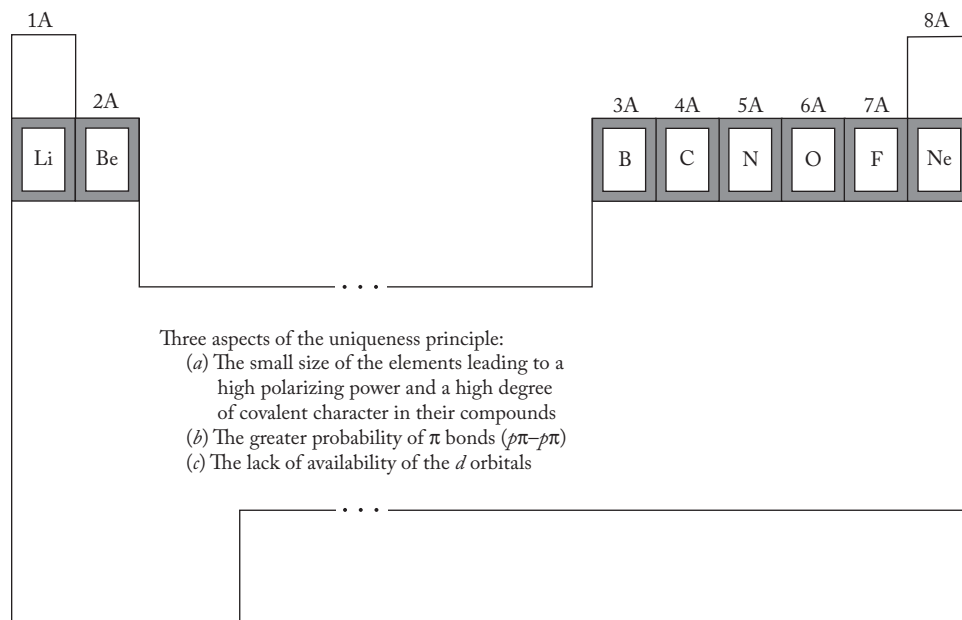 1A 8A
2A 3A 4A 5A 6A 7A
Li Be B C N O F Ne
. . .
Three aspects of the uniqueness principle:
(a) The small size of the elements leading to a
high polarizing power and a high degree
of covalent character in their compounds
(b) The greater probability of π bonds (pπ–pπ)
(c) The lack of availability of the d orbitals
. . .